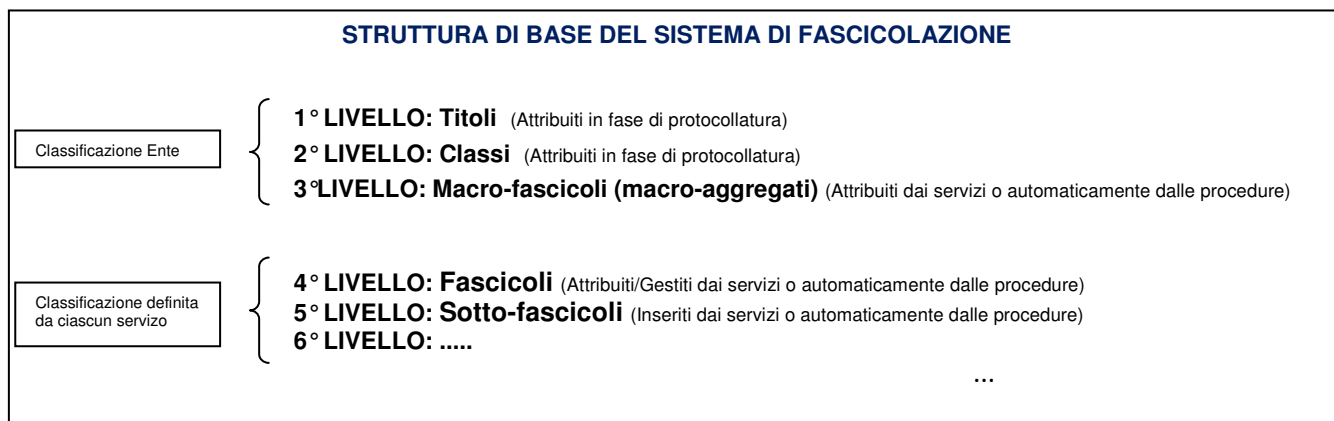 STRUTTURA DI BASE DEL SISTEMA DI FASCICOLAZIONE
Classificazione Ente
1° LIVELLO: Titoli (Attribuiti in fase di protocollatura)
2° LIVELLO: Classi (Attribuiti in fase di protocollatura)
3°LIVELLO: Macro-fascicoli (macro-aggregati) (Attribuiti dai servizi o automaticamente dalle procedure)
Classificazione definita
da ciascun servizo
4° LIVELLO: Fascicoli (Attribuiti/Gestiti dai servizi o automaticamente dalle procedure)
5° LIVELLO: Sotto-fascicoli (Inseriti dai servizi o automaticamente dalle procedure)
6° LIVELLO: .....
...